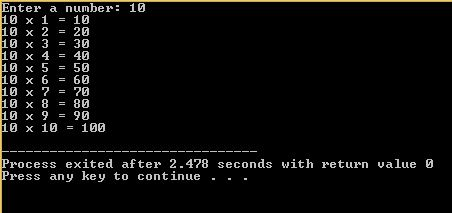 Enter a number: 10
10 x 1 = 10
10 x 2 = 20
10 x 3 = 30
10 x 4 = 40
10 x 5 = 50
10 x 6 = 60
10 x 7 = 70
10 x 8 = 80
10 x 9 = 90
10 x 10 = 100
--------------------------------
Process exited after 2.478 seconds with return value 0
Press any key to continue . . .